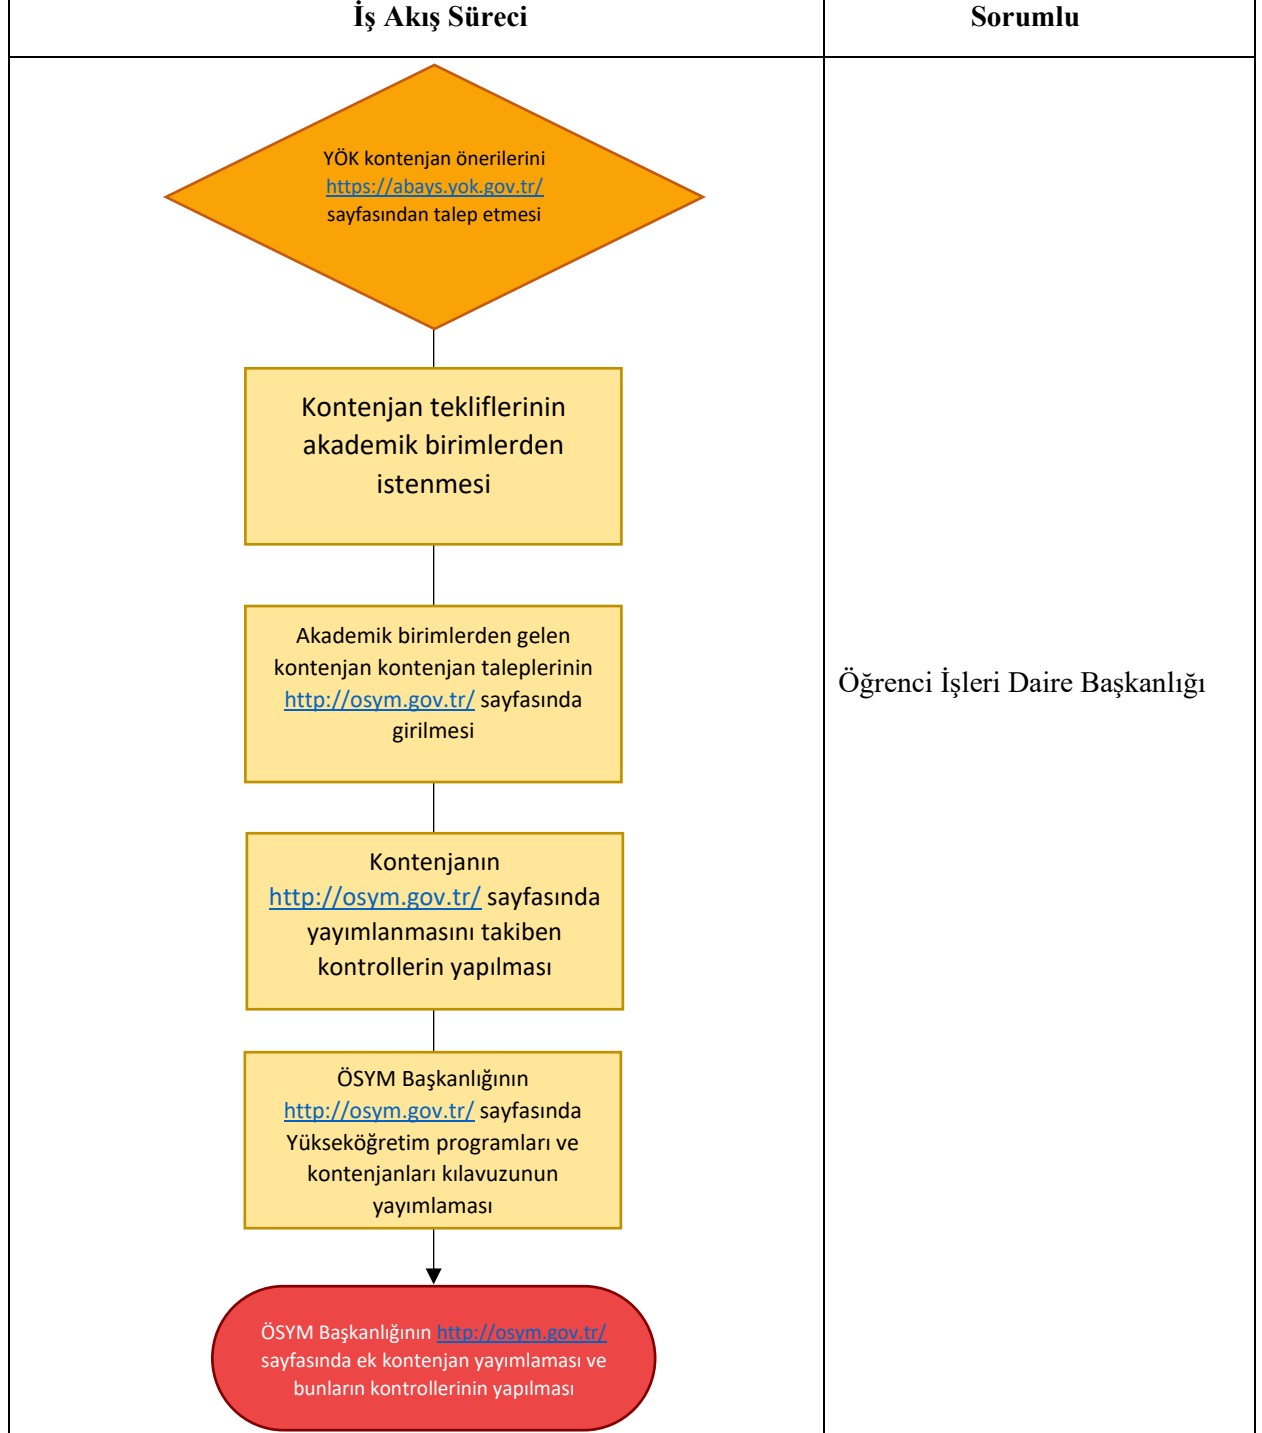 İş Akış Süreci
Sorumlu
YÖK kontenjan önerilerini
https://abays.yok.gov.tr/
sayfasından talep etmesi
Kontenjan tekliflerinin
akademik birimlerden
istenmesi
Akademik birimlerden gelen
kontenjan kontenjan taleplerinin
http://osym.gov.tr/ sayfasında
girilmesi
Kontenjanın
http://osym.gov.tr/ sayfasında
yayımlanmasını takiben
kontrollerin yapılması
ÖSYM Başkanlığının
http://osym.gov.tr/ sayfasında
Yükseköğretim programları ve
kontenjanları kılavuzunun
yayımlaması
ÖSYM Başkanlığının http://osym.gov.tr/
sayfasında ek kontenjan yayımlaması ve
bunların kontrollerinin yapılması
Öğrenci İşleri Daire Başkanlığı